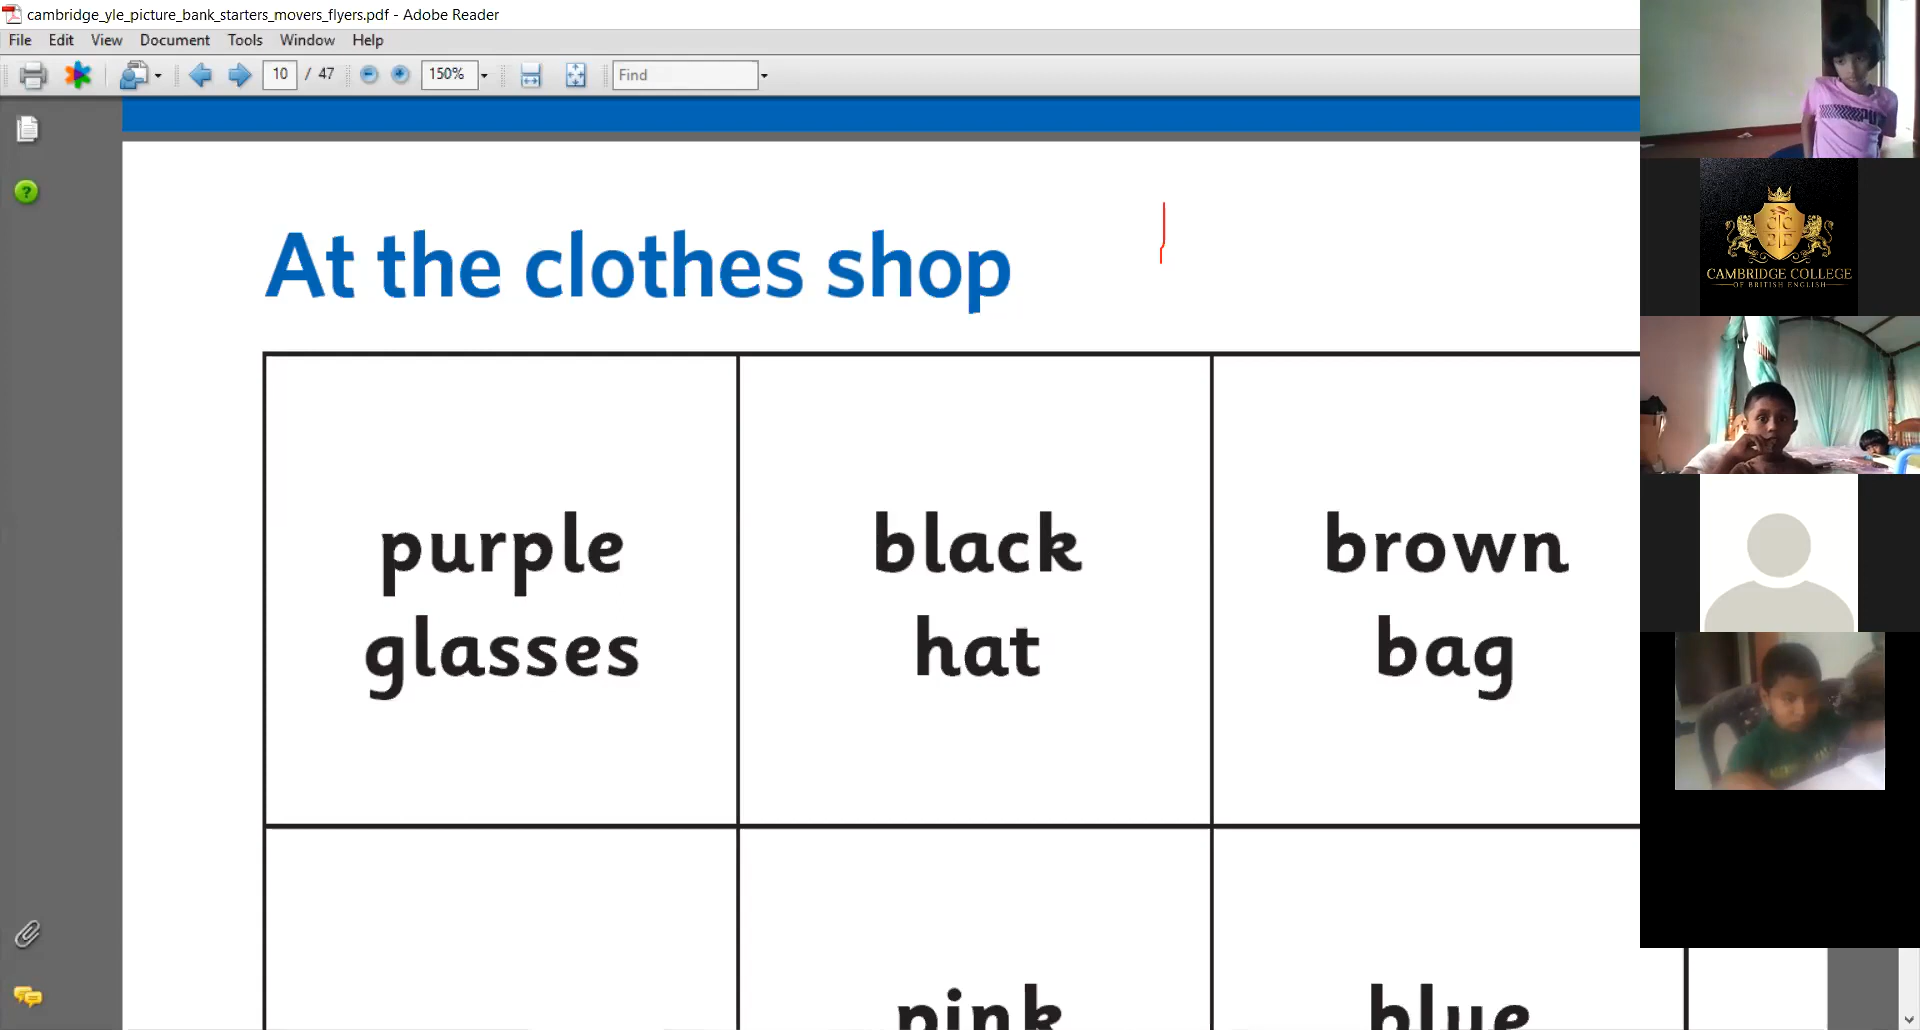 cambridge_yle_picture_bank_starters_movers_flyers.pdf - Adobe Reader
File Edit View Document Tools Window Help
10 / 47 150% Find
At the clothes shop
purple
glasses
black
hat
brown
bag
pink
blue
CAMBRIDGE COLLEGE
OF BRITISH ENGLISH